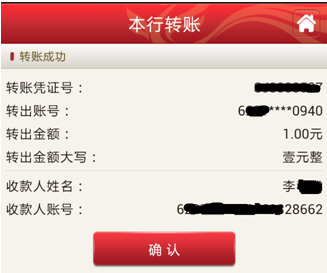 本行转账
转账成功
转账凭证号：
转出账号： 6****0940
转出金额： 1.00元
转出金额大写： 壹元整
收款人姓名： 李
收款人账号： 6 28662
确认